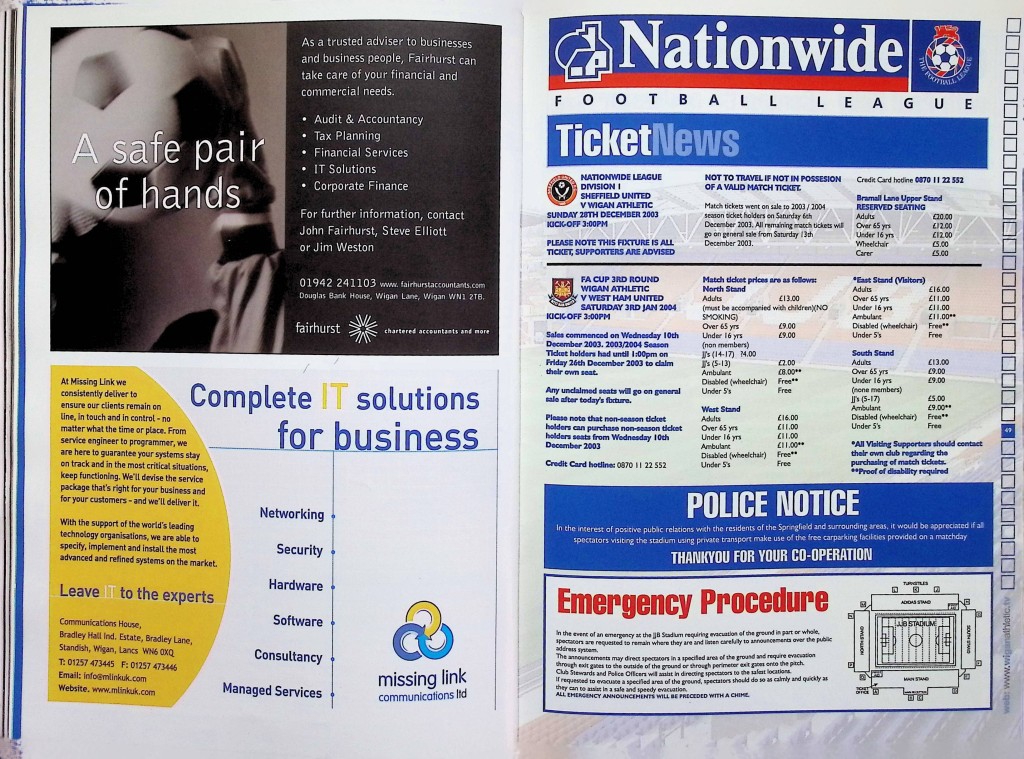 As a trusted adviser to businesses
and business people, Fairhurst can
take care of your financial and
commercial needs.
• Audit & Accountancy
• Tax Planning
• Financial Services
• IT Solutions
• Corporate Finance
A safe pair
of hands
For further information, contact
John Fairhurst, Steve Elliott
or Jim Weston
01942 241103 www.fairhurstaccountants.com
Douglas Bank House, Wigan Lane, Wigan WN1 2TB.
fairhurst chartered accountants and more
At Missing Link we
consistently deliver to
ensure our clients remain on
line, in touch and in control - no
matter what the time or place. From
service engineer to programmer, we
are here to guarantee your systems stay
on track and in the most critical situations,
keep functioning. We'll devise the service
package that's right for your business and
for your customers - and we'll deliver it.
With the support of the world's leading
technology organisations, we are able to
specify, implement and install the most
advanced and refined systems on the market.
Leave IT to the experts
Communications House,
Bradley Hall Ind. Estate, Bradley Lane,
Standish, Wigan, Lancs WN6 0XQ
T: 01257 473445 F: 01257 473446
Email: info@mlinkuk.com
Website. www.mlinkuk.com
Complete IT solutions
for business
Networking
Security
Hardware
Software
Consultancy
Managed Services
missing link
communications ltd
Nationwide
THE FOOTBALL LEAGUE
FOOTBALL LEAGUE
TicketNews
NATIONWIDE LEAGUE
DIVISION 1
SHEFFIELD UNITED
V WIGAN ATHLETIC
SUNDAY 28TH DECEMBER 2003
KICK-OFF 3:00PM
PLEASE NOTE THIS FIXTURE IS ALL
TICKET, SUPPORTERS ARE ADVISED
NOT TO TRAVEL IF NOT IN POSSESION
OF A VALID MATCH TICKET.
Match tickets went on sale to 2003 / 2004
season ticket holders on Saturday 6th
December 2003. All remaining match tickets will
go on general sale from Saturday 13th
December 2003.
Credit Card hotline 0870 11 22 552
Bramall Lane Upper Stand
RESERVED SEATING
Adults £20.00
Over 65 yrs £12.00
Under 16 yrs £12.00
Wheelchair £5.00
Carer £5.00
FA CUP 3RD ROUND
WIGAN ATHLETIC
V WEST HAM UNITED
SATURDAY 3RD JAN 2004
KICK-OFF 3:00PM
Sales commenced on Wednesday 10th
December 2003. 2003/2004 Season
Ticket holders had until 1:00pm on
Friday 26th December 2003 to claim
their own seat.
Any unclaimed seats will go on general
sale after today's fixture.
Please note that non-season ticket
holders can purchase non-season ticket
holders seats from Wednesday 10th
December 2003
Credit Card hotline: 0870 11 22 552
Match ticket prices are as follows:
North Stand
Adults £13.00
(must be accompanied with children)(NO
SMOKING)
Over 65 yrs £9.00
Under 16 yrs £9.00
(non members)
JJ's (14-17) ?4.00
JJ's (5-13) £2.00
Ambulant £8.00**
Disabled (wheelchair) Free**
Under 5's Free
West Stand
Adults £16.00
Over 65 yrs £11.00
Under 16 yrs £11.00
Ambulant £11.00**
Disabled (wheelchair) Free**
Under 5's Free
*East Stand (Visitors)
Adults £16.00
Over 65 yrs £11.00
Under 16 yrs £11.00
Ambulant £11.00**
Disabled (wheelchair) Free**
Under 5's Free
South Stand
Adults £13.00
Over 65 yrs £9.00
Under 16 yrs £9.00
(none members)
JJ's (5-17) £5.00
Ambulant £9.00**
Disabled (wheelchair) Free**
Under 5's Free
*All Visiting Supporters should contact
their own club regarding the
purchasing of match tickets.
**Proof of disability required
POLICE NOTICE
In the interest of positive public relations with the residents of the Springfield and surrounding areas, it would be appreciated if all
spectators visiting the stadium using private transport make use of the free carparking facilities provided on a matchday
THANKYOU FOR YOUR CO-OPERATION
Emergency Procedure
In the event of an emergency at the JJB Stadium requiring evacuation of the ground in part or whole,
spectators are requested to remain where they are and listen carefully to announcements over the public
address system.
The announcements may direct spectators in a specified area of the ground and require evacuation
through exit gates to the outside of the ground or through perimeter exit gates onto the pitch.
Club Stewards and Police Officers will assist in directing spectators to the safest locations.
If requested to evacuate a specified area of the ground, spectators should do so as calmly and quickly as
they can to assist in a safe and speedy evacuation.
ALL EMERGENCY ANNOUNCEMENTS WILL BE PRECEDED WITH A CHIME.
TURNSTILES
ADIDAS STAND
JJB STADIUM
NORTH STAND
MAIN STAND
TICKET
OFFICE
49
website www.wiganathletic.tv